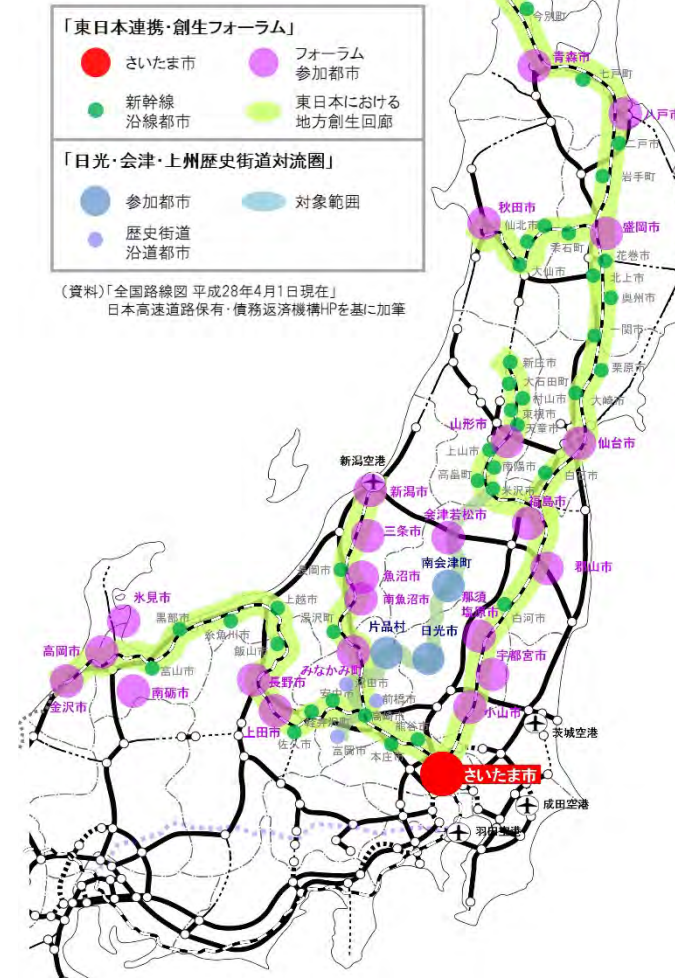 「東日本連携・創生フォーラム」
さいたま市
フォーラム
参加都市
新幹線
沿線都市
東日本における
地方創生回廊
「日光・会津・上州歴史街道対流圏」
参加都市
対象範囲
歴史街道
沿道都市
(資料)「全国路線図 平成28年4月1日現在」
日本高速道路保有・債務返済機構HPを基に加筆
今別町
青森市
七戸町
八戸市
二戸市
岩手町
秋田市
仙北市
雫石町
盛岡市
大仙市
花巻市
北上市
奥州市
一関市
新庄市
栗原市
大石田町
村山市
大崎市
東根市
天童市
山形市
仙台市
上山市
南陽市
高畠町
白石市
米沢市
新潟空港
新潟市
会津若松市
福島市
三条市
長岡市
南会津町
郡山市
魚沼市
南魚沼市
那須
塩原市
白河市
氷見市
上越市
湯沢町
片品村
日光市
黒部市
糸魚川市
飯山市
高岡市
みなかみ町
宇都宮市
富山市
長野市
沼田市
金沢市
南砺市
安中市
前橋市
小山市
上田市
軽井沢町
高崎市
熊谷市
茨城空港
佐久市
富岡市
本庄市
さいたま市
成田空港
羽田空港